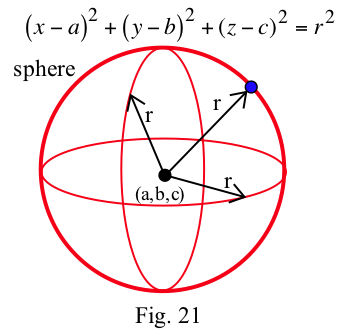 (x − a)² + (y − b)² + (z − c)² = r²
sphere
r
r
r
(a,b,c)
Fig. 21